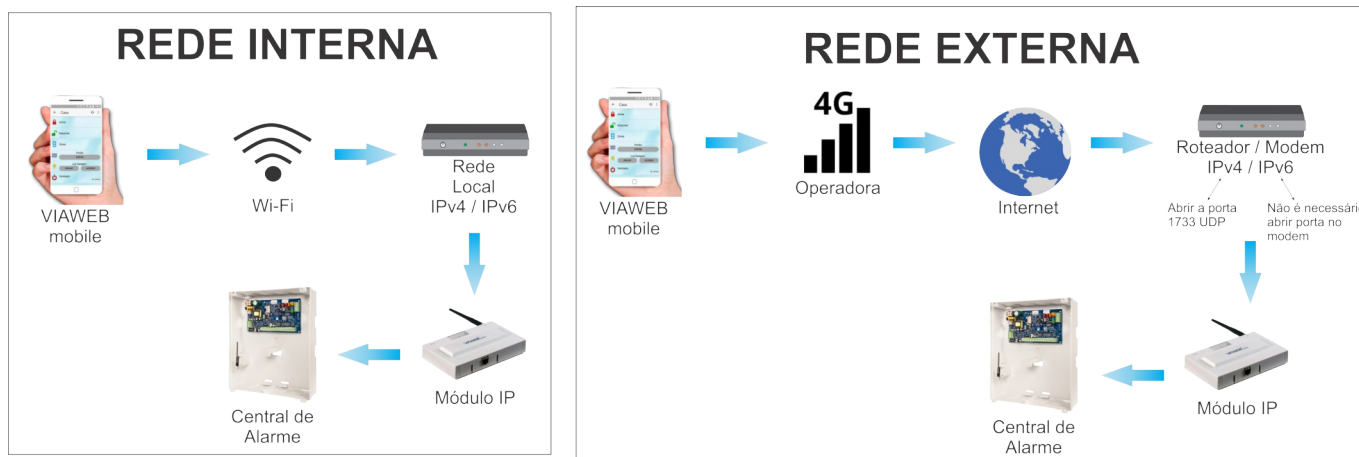 REDE INTERNA
VIAWEB
mobile
Wi-Fi
Rede
Local
IPv4 / IPv6
Módulo IP
Central de
Alarme
REDE EXTERNA
VIAWEB
mobile
4G
Operadora
Internet
Roteador / Modem
IPv4 / IPv6
Abrir a porta
1733 UDP
Não é necessári
abrir porta no
modem
Módulo IP
Central de
Alarme